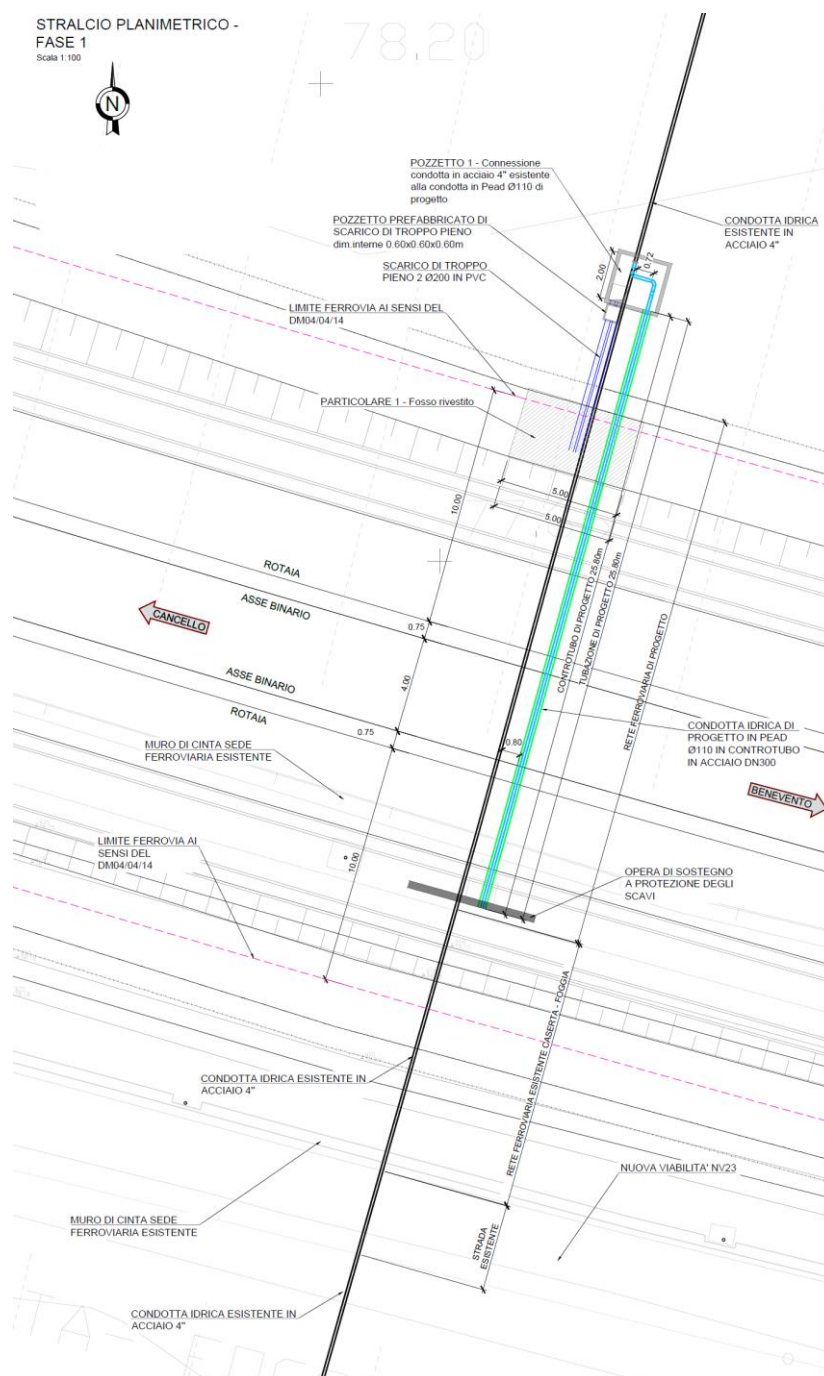 STRALCIO PLANIMETRICO -
FASE 1
Scala 1:100
78.20
N
POZZETTO 1 - Connessione
condotta in acciaio 4" esistente
alla condotta in Pead Ø110 di
progetto
CONDOTTA IDRICA
ESISTENTE IN
ACCIAIO 4"
POZZETTO PREFABBRICATO DI
SCARICO DI TROPPO PIENO
dim.interne 0.60x0.60x0.60m
SCARICO DI TROPPO
PIENO 2 Ø200 IN PVC
2.00
0.72
LIMITE FERROVIA AI SENSI DEL
DM04/04/14
PARTICOLARE 1 - Fosso rivestito
5.00
5.00
10.00
ROTAIA
ASSE BINARIO
0.75
CANCELLO
4.00
ASSE BINARIO
ROTAIA
0.75
CONTROTUBO DI PROGETTO 25.80m
TUBAZIONE DI PROGETTO 25.80m
RETE FERROVIARIA DI PROGETTO
0.80
CONDOTTA IDRICA DI
PROGETTO IN PEAD
Ø110 IN CONTROTUBO
IN ACCIAIO DN300
BENEVENTO
MURO DI CINTA SEDE
FERROVIARIA ESISTENTE
LIMITE FERROVIA AI
SENSI DEL
DM04/04/14
10.00
OPERA DI SOSTEGNO
A PROTEZIONE DEGLI
SCAVI
RETE FERROVIARIA ESISTENTE CASERTA - FOGGIA
CONDOTTA IDRICA ESISTENTE IN
ACCIAIO 4"
NUOVA VIABILITA' NV23
MURO DI CINTA SEDE
FERROVIARIA ESISTENTE
STRADA
ESISTENTE
CONDOTTA IDRICA ESISTENTE IN
ACCIAIO 4"